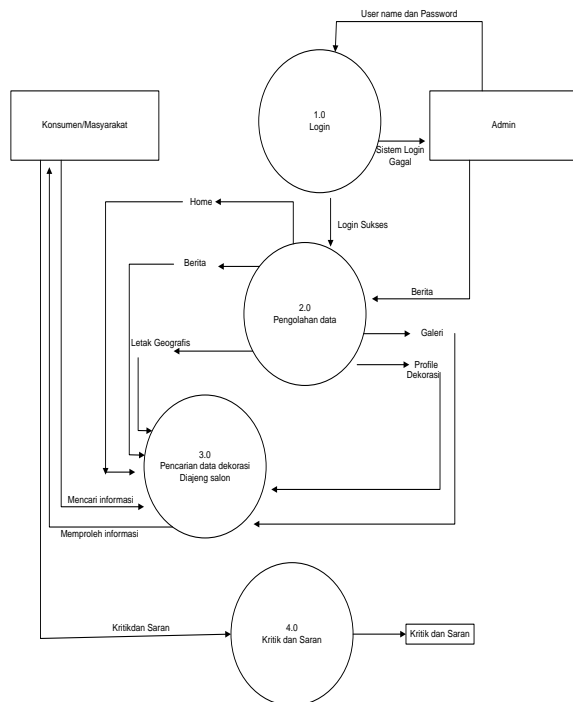 User name dan Password
1.0
Login
Konsumen/Masyarakat
Admin
Sistem Login
Gagal
Home
Login Sukses
Berita
2.0
Pengolahan data
Berita
Galeri
Letak Geografis
Profile
Dekorasi
3.0
Pencarian data dekorasi
Diajeng salon
Mencari informasi
Memproleh informasi
4.0
Kritik dan Saran
Kritikdan Saran
Kritik dan Saran